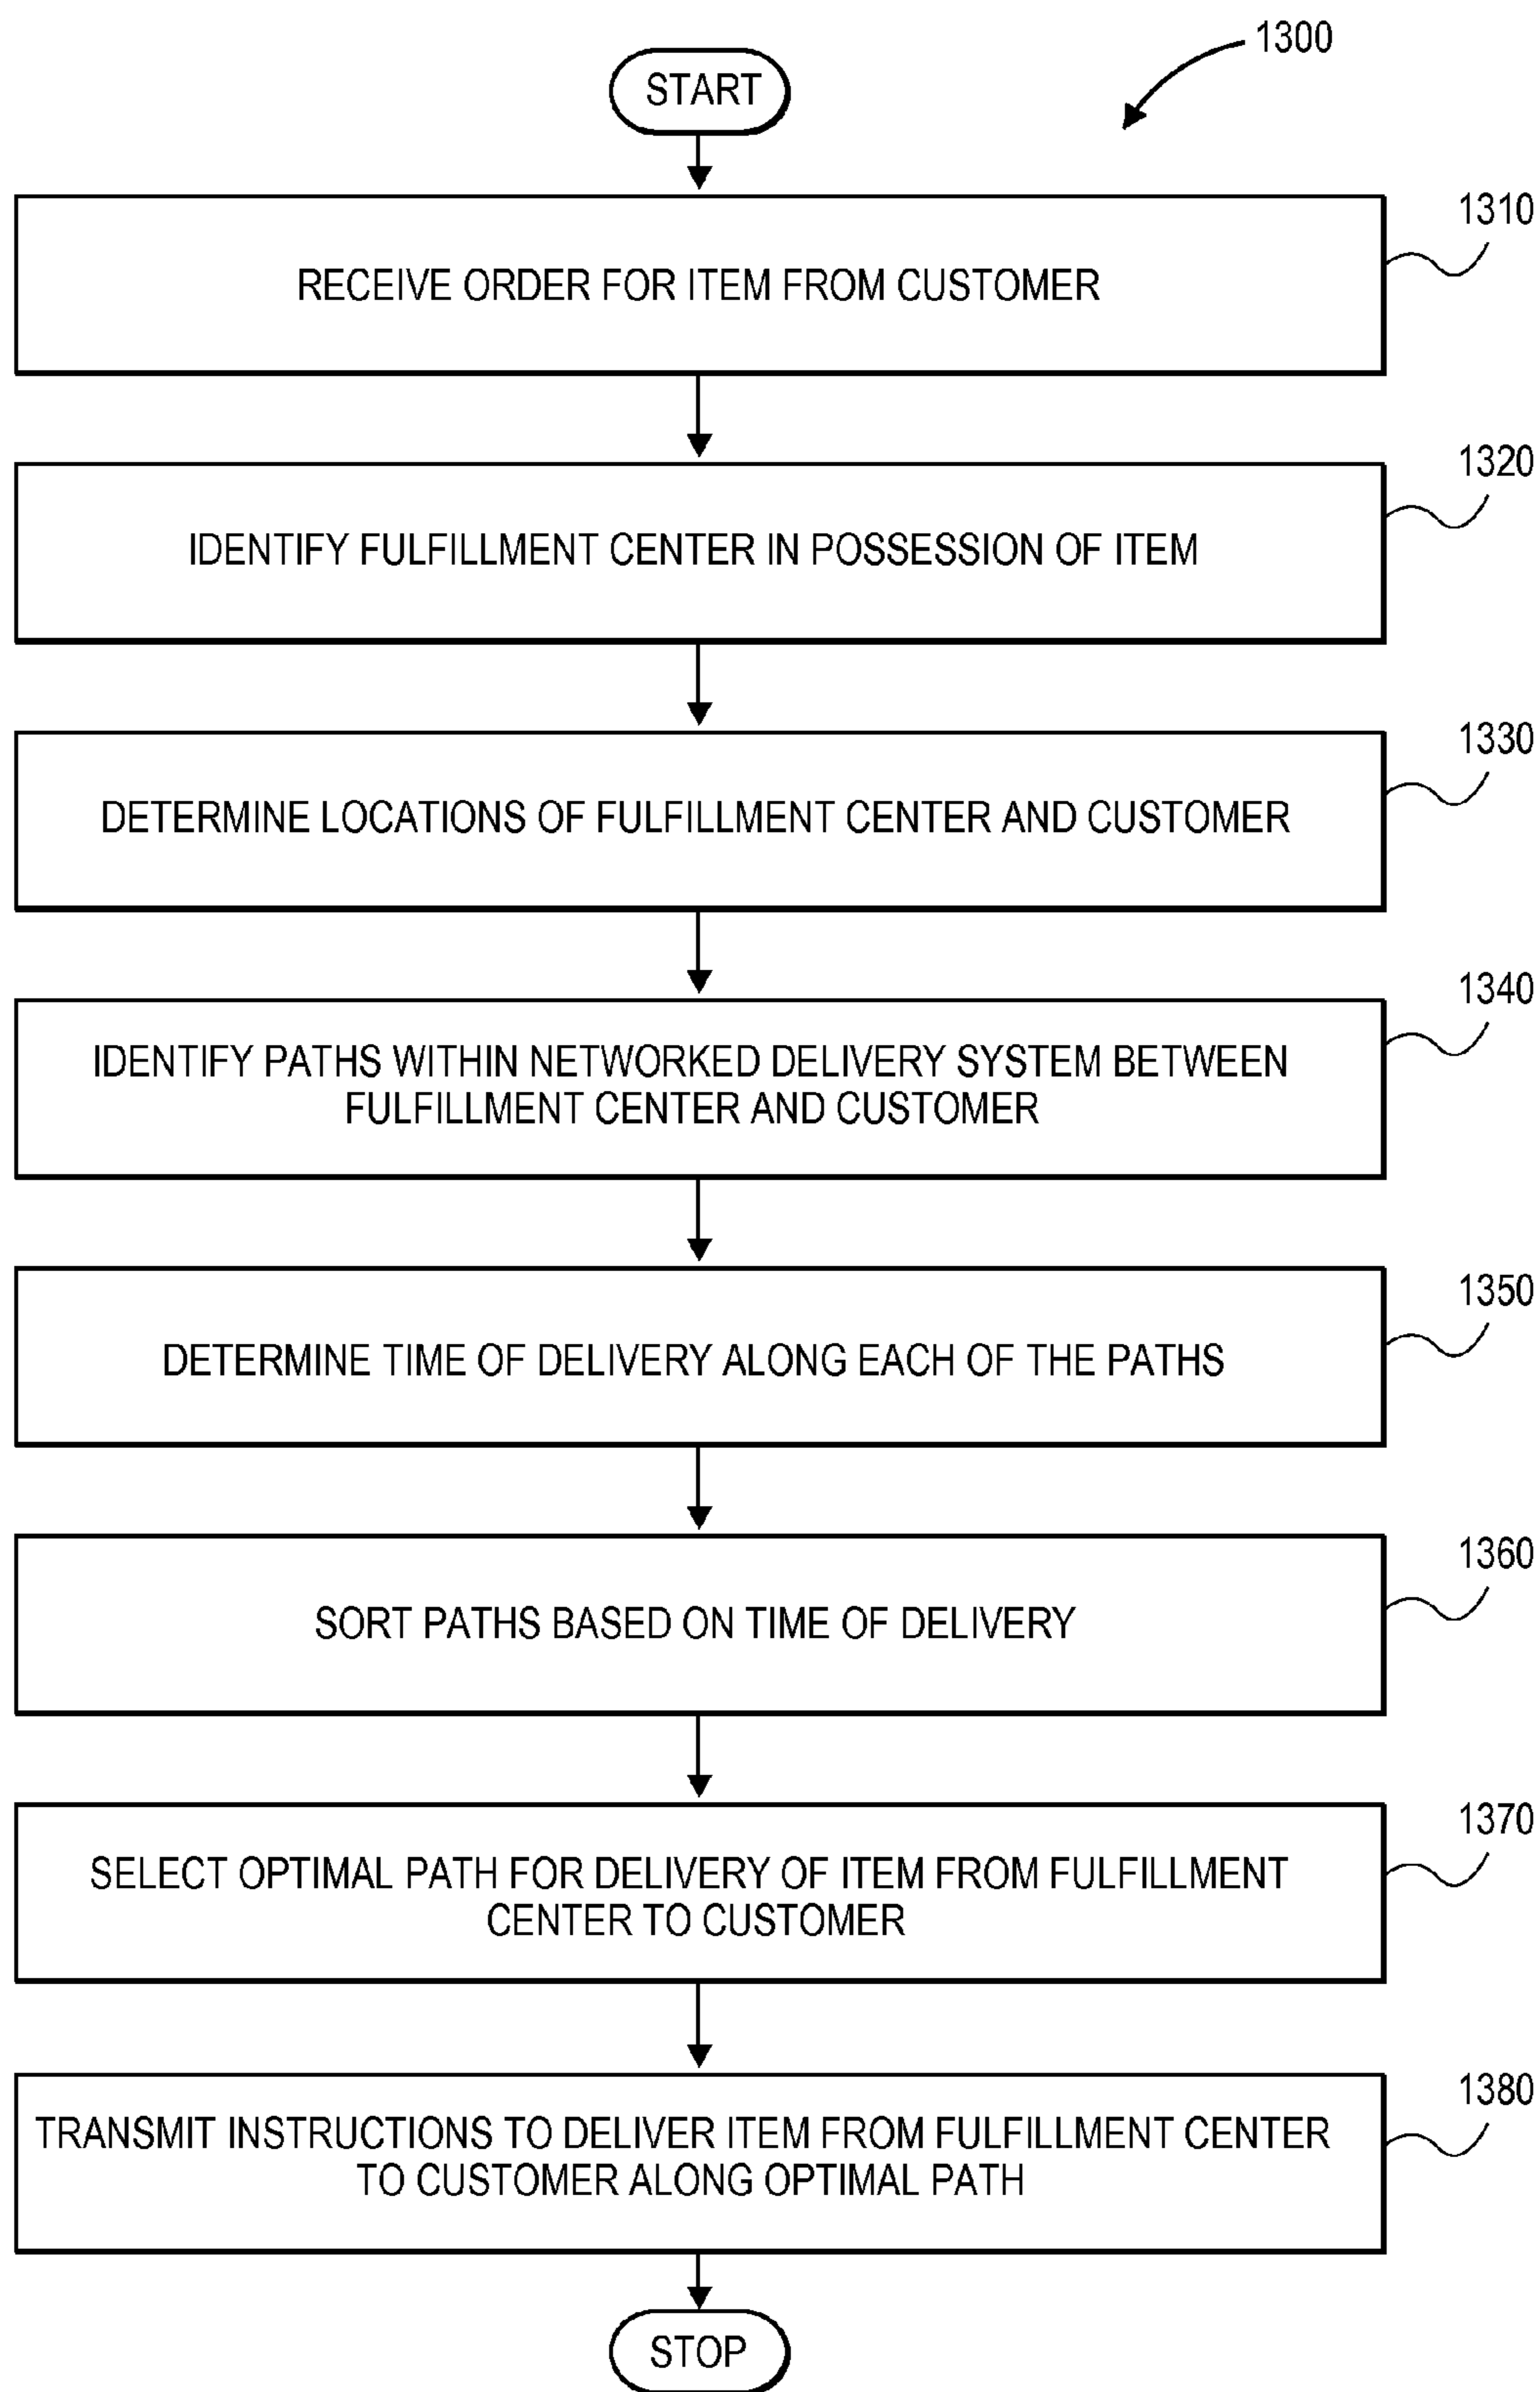 1300
START
1310
RECEIVE ORDER FOR ITEM FROM CUSTOMER
1320
IDENTIFY FULFILLMENT CENTER IN POSSESSION OF ITEM
1330
DETERMINE LOCATIONS OF FULFILLMENT CENTER AND CUSTOMER
1340
IDENTIFY PATHS WITHIN NETWORKED DELIVERY SYSTEM BETWEEN
FULFILLMENT CENTER AND CUSTOMER
1350
DETERMINE TIME OF DELIVERY ALONG EACH OF THE PATHS
1360
SORT PATHS BASED ON TIME OF DELIVERY
1370
SELECT OPTIMAL PATH FOR DELIVERY OF ITEM FROM FULFILLMENT
CENTER TO CUSTOMER
1380
TRANSMIT INSTRUCTIONS TO DELIVER ITEM FROM FULFILLMENT CENTER
TO CUSTOMER ALONG OPTIMAL PATH
STOP